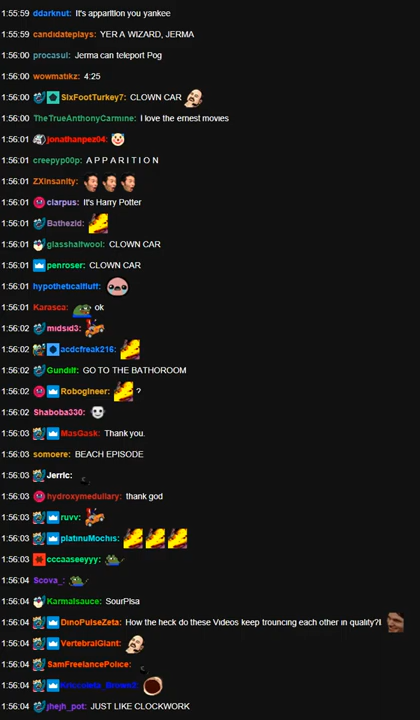 1:55:59 ddarknut: It's apparition you yankee
1:55:59 candidateplays: YER A WIZARD, JERMA
1:56:00 procasul: Jerma can teleport Pog
1:56:00 wowmatikz: 4:25
1:56:00 SixFootTurkey7: CLOWN CAR
1:56:00 TheTrueAnthonyCarmine: I love the ernest movies
1:56:01 jonathanpez04:
1:56:01 creepyp00p: A P P A R I T I O N
1:56:01 ZXinsanity:
1:56:01 clarpus: It's Harry Potter
1:56:01 Bathezid:
1:56:01 glasshalfwool: CLOWN CAR
1:56:01 penroser: CLOWN CAR
1:56:01 hypotheticalfluff:
1:56:01 Karasca: ok
1:56:02 midsid3:
1:56:02 acdcfreak216:
1:56:02 Gundilf: GO TO THE BATHOROOM
1:56:02 RoboGineer: ?
1:56:02 Shaboba330:
1:56:03 MasGask: Thank you.
1:56:03 somoere: BEACH EPISODE
1:56:03 Jerric:
1:56:03 hydroxymedullary: thank god
1:56:03 ruvv:
1:56:03 platinuMochis:
1:56:03 cccaaseeyyy:
1:56:04 Scova_:
1:56:04 Karmalsauce: SourPlsa
1:56:04 DinoPulseZeta: How the heck do these Videos keep trouncing each other in quality?!
1:56:04 VertebralGiant:
1:56:04 SamFreelancePolice:
1:56:04
1:56:04 jhejh_pot: JUST LIKE CLOCKWORK